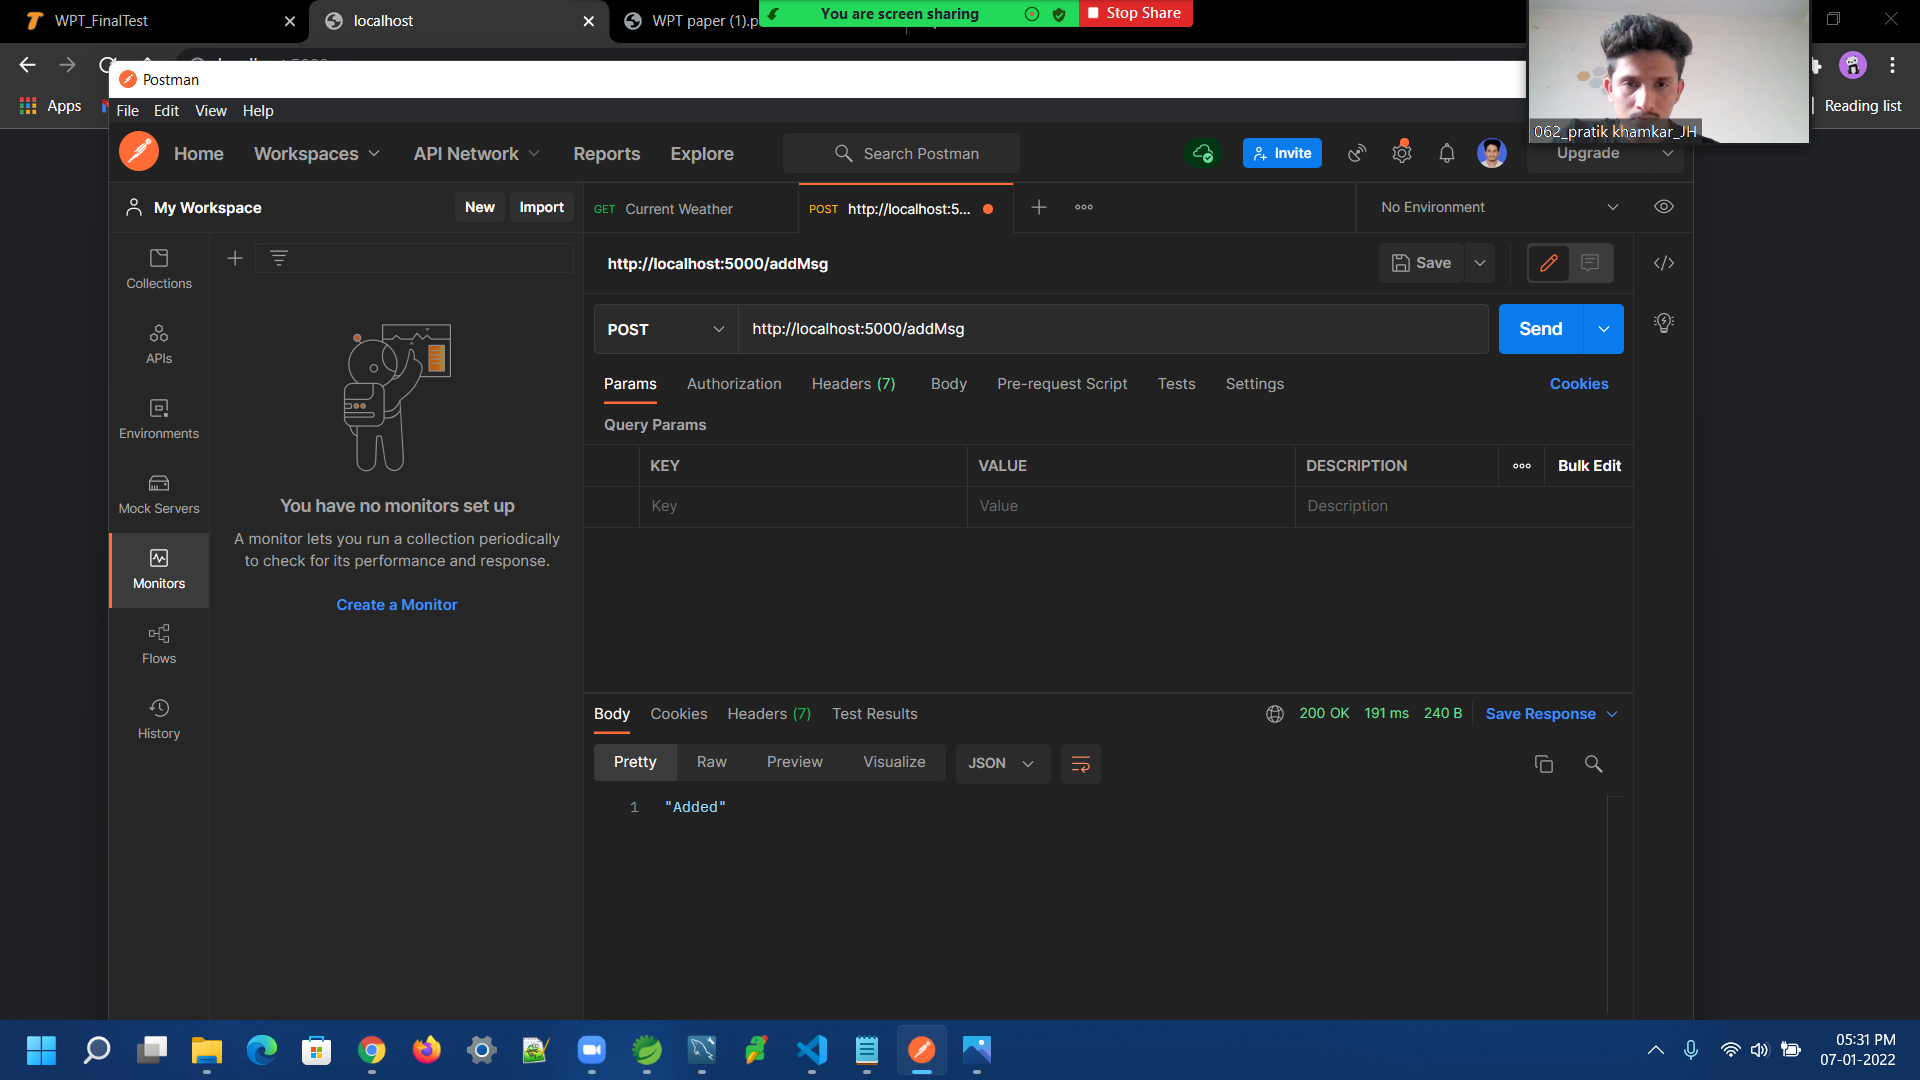 WPT_FinalTest
localhost
WPT paper (1).p
You are screen sharing
Stop Share
Apps
Reading list
Postman
File Edit View Help
062_pratik khamkar_JH
Home Workspaces API Network Reports Explore
Search Postman
Invite
Upgrade
My Workspace
New
Import
GET Current Weather
POST http://localhost:5...
No Environment
Collections
APIs
Environments
Mock Servers
Monitors
Flows
History
You have no monitors set up
A monitor lets you run a collection periodically
to check for its performance and response.
Create a Monitor
http://localhost:5000/addMsg
Save
POST
http://localhost:5000/addMsg
Send
Params Authorization Headers (7) Body Pre-request Script Tests Settings
Cookies
Query Params
KEY VALUE DESCRIPTION
Bulk Edit
Key Value Description
Body Cookies Headers (7) Test Results
200 OK 191 ms 240 B Save Response
Pretty Raw Preview Visualize JSON
1 "Added"
05:31 PM
07-01-2022